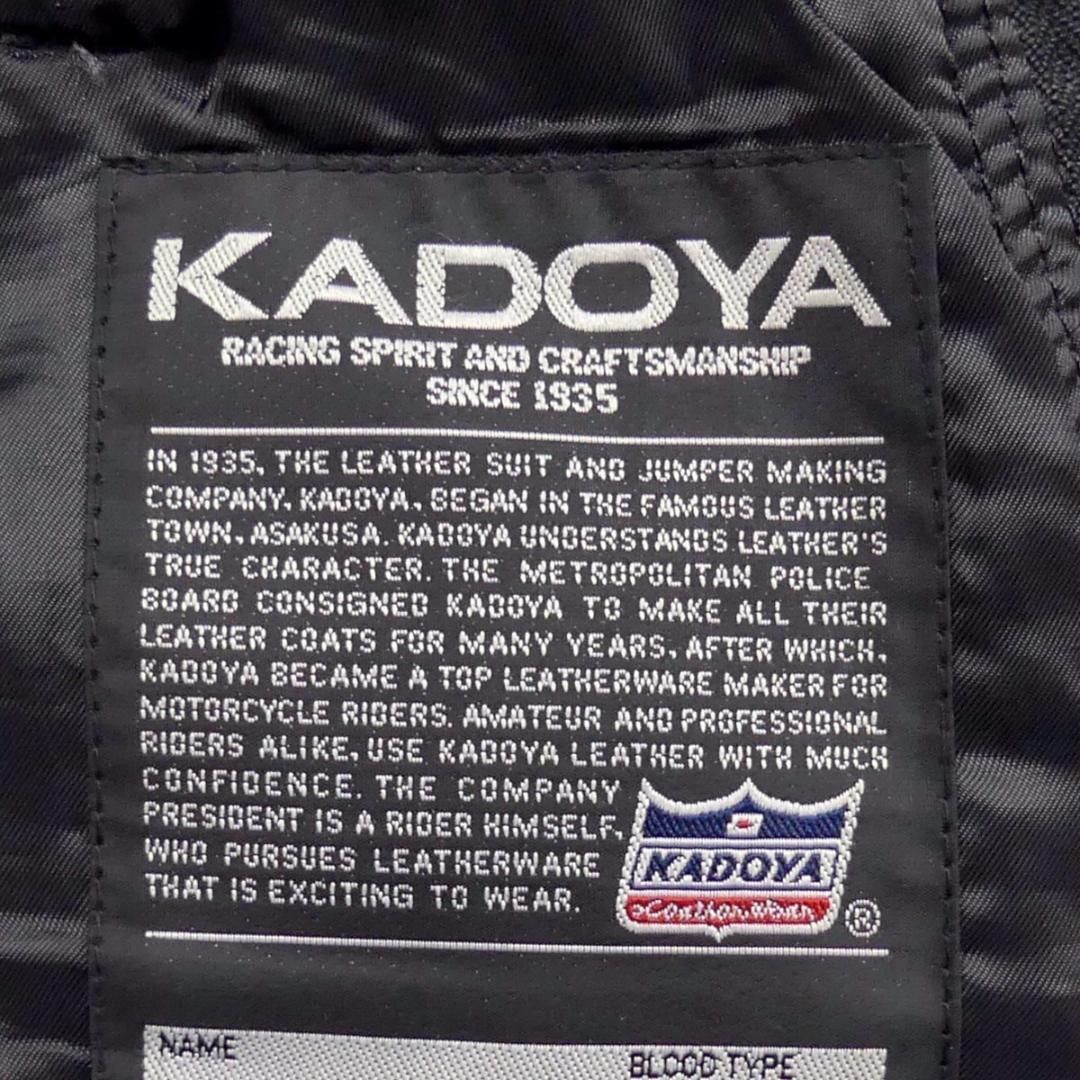 KADOYA
RACING SPIRIT AND CRAFTSMANSHIP
SINCE 1935
IN 1935, THE LEATHER SUIT AND JUMPER MAKING
COMPANY, KADOYA, BEGAN IN THE FAMOUS LEATHER
TOWN, ASAKUSA. KADOYA UNDERSTANDS LEATHER'S
TRUE CHARACTER. THE METROPOLITAN POLICE
BOARD CONSIGNED KADOYA TO MAKE ALL THEIR
LEATHER COATS FOR MANY YEARS, AFTER WHICH,
KADOYA BECAME A TOP LEATHERWARE MAKER FOR
MOTORCYCLE RIDERS. AMATEUR AND PROFESSIONAL
RIDERS ALIKE, USE KADOYA LEATHER WITH MUCH
CONFIDENCE. THE COMPANY
PRESIDENT IS A RIDER HIMSELF,
WHO PURSUES LEATHERWARE
THAT IS EXCITING TO WEAR.
KADOYA
®
NAME
BLOOD TYPE